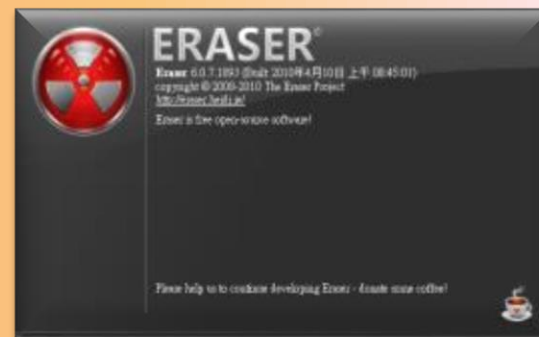 ERASER©
Eraser 6.0.7.1893 (Built 2010年4月10日 上午 08:45:01)
copyright © 2008-2010 The Eraser Project
http://eraser.heidi.ie/
Eraser is free open-source software!
Please help us to continue developing Eraser - donate some coffee!